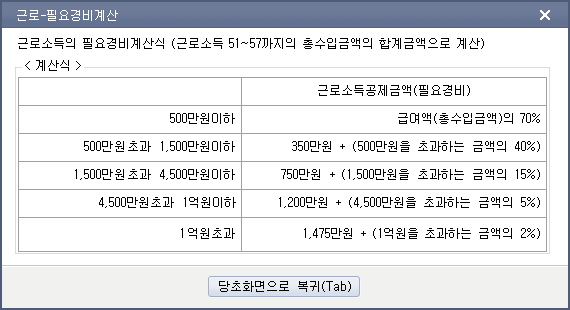 근로-필요경비계산
근로소득의 필요경비계산식 (근로소득 51~57까지의 총수입금액의 합계금액으로 계산)
< 계산식 >
근로소득공제금액(필요경비)
500만원이하 급여액(총수입금액)의 70%
500만원초과 1,500만원이하 350만원 + (500만원을 초과하는 금액의 40%)
1,500만원초과 4,500만원이하 750만원 + (1,500만원을 초과하는 금액의 15%)
4,500만원초과 1억원이하 1,200만원 + (4,500만원을 초과하는 금액의 5%)
1억원초과 1,475만원 + (1억원을 초과하는 금액의 2%)
당초화면으로 복귀(Tab)